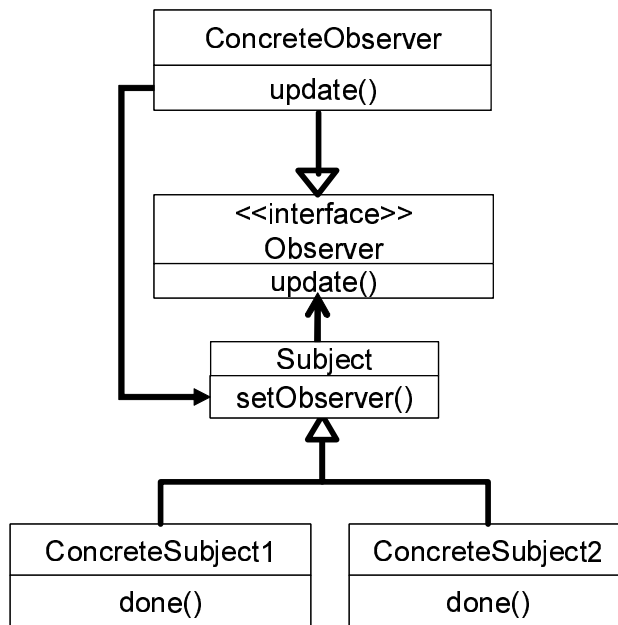 ConcreteObserver
update()
<<interface>>
Observer
update()
Subject
setObserver()
ConcreteSubject1
done()
ConcreteSubject2
done()